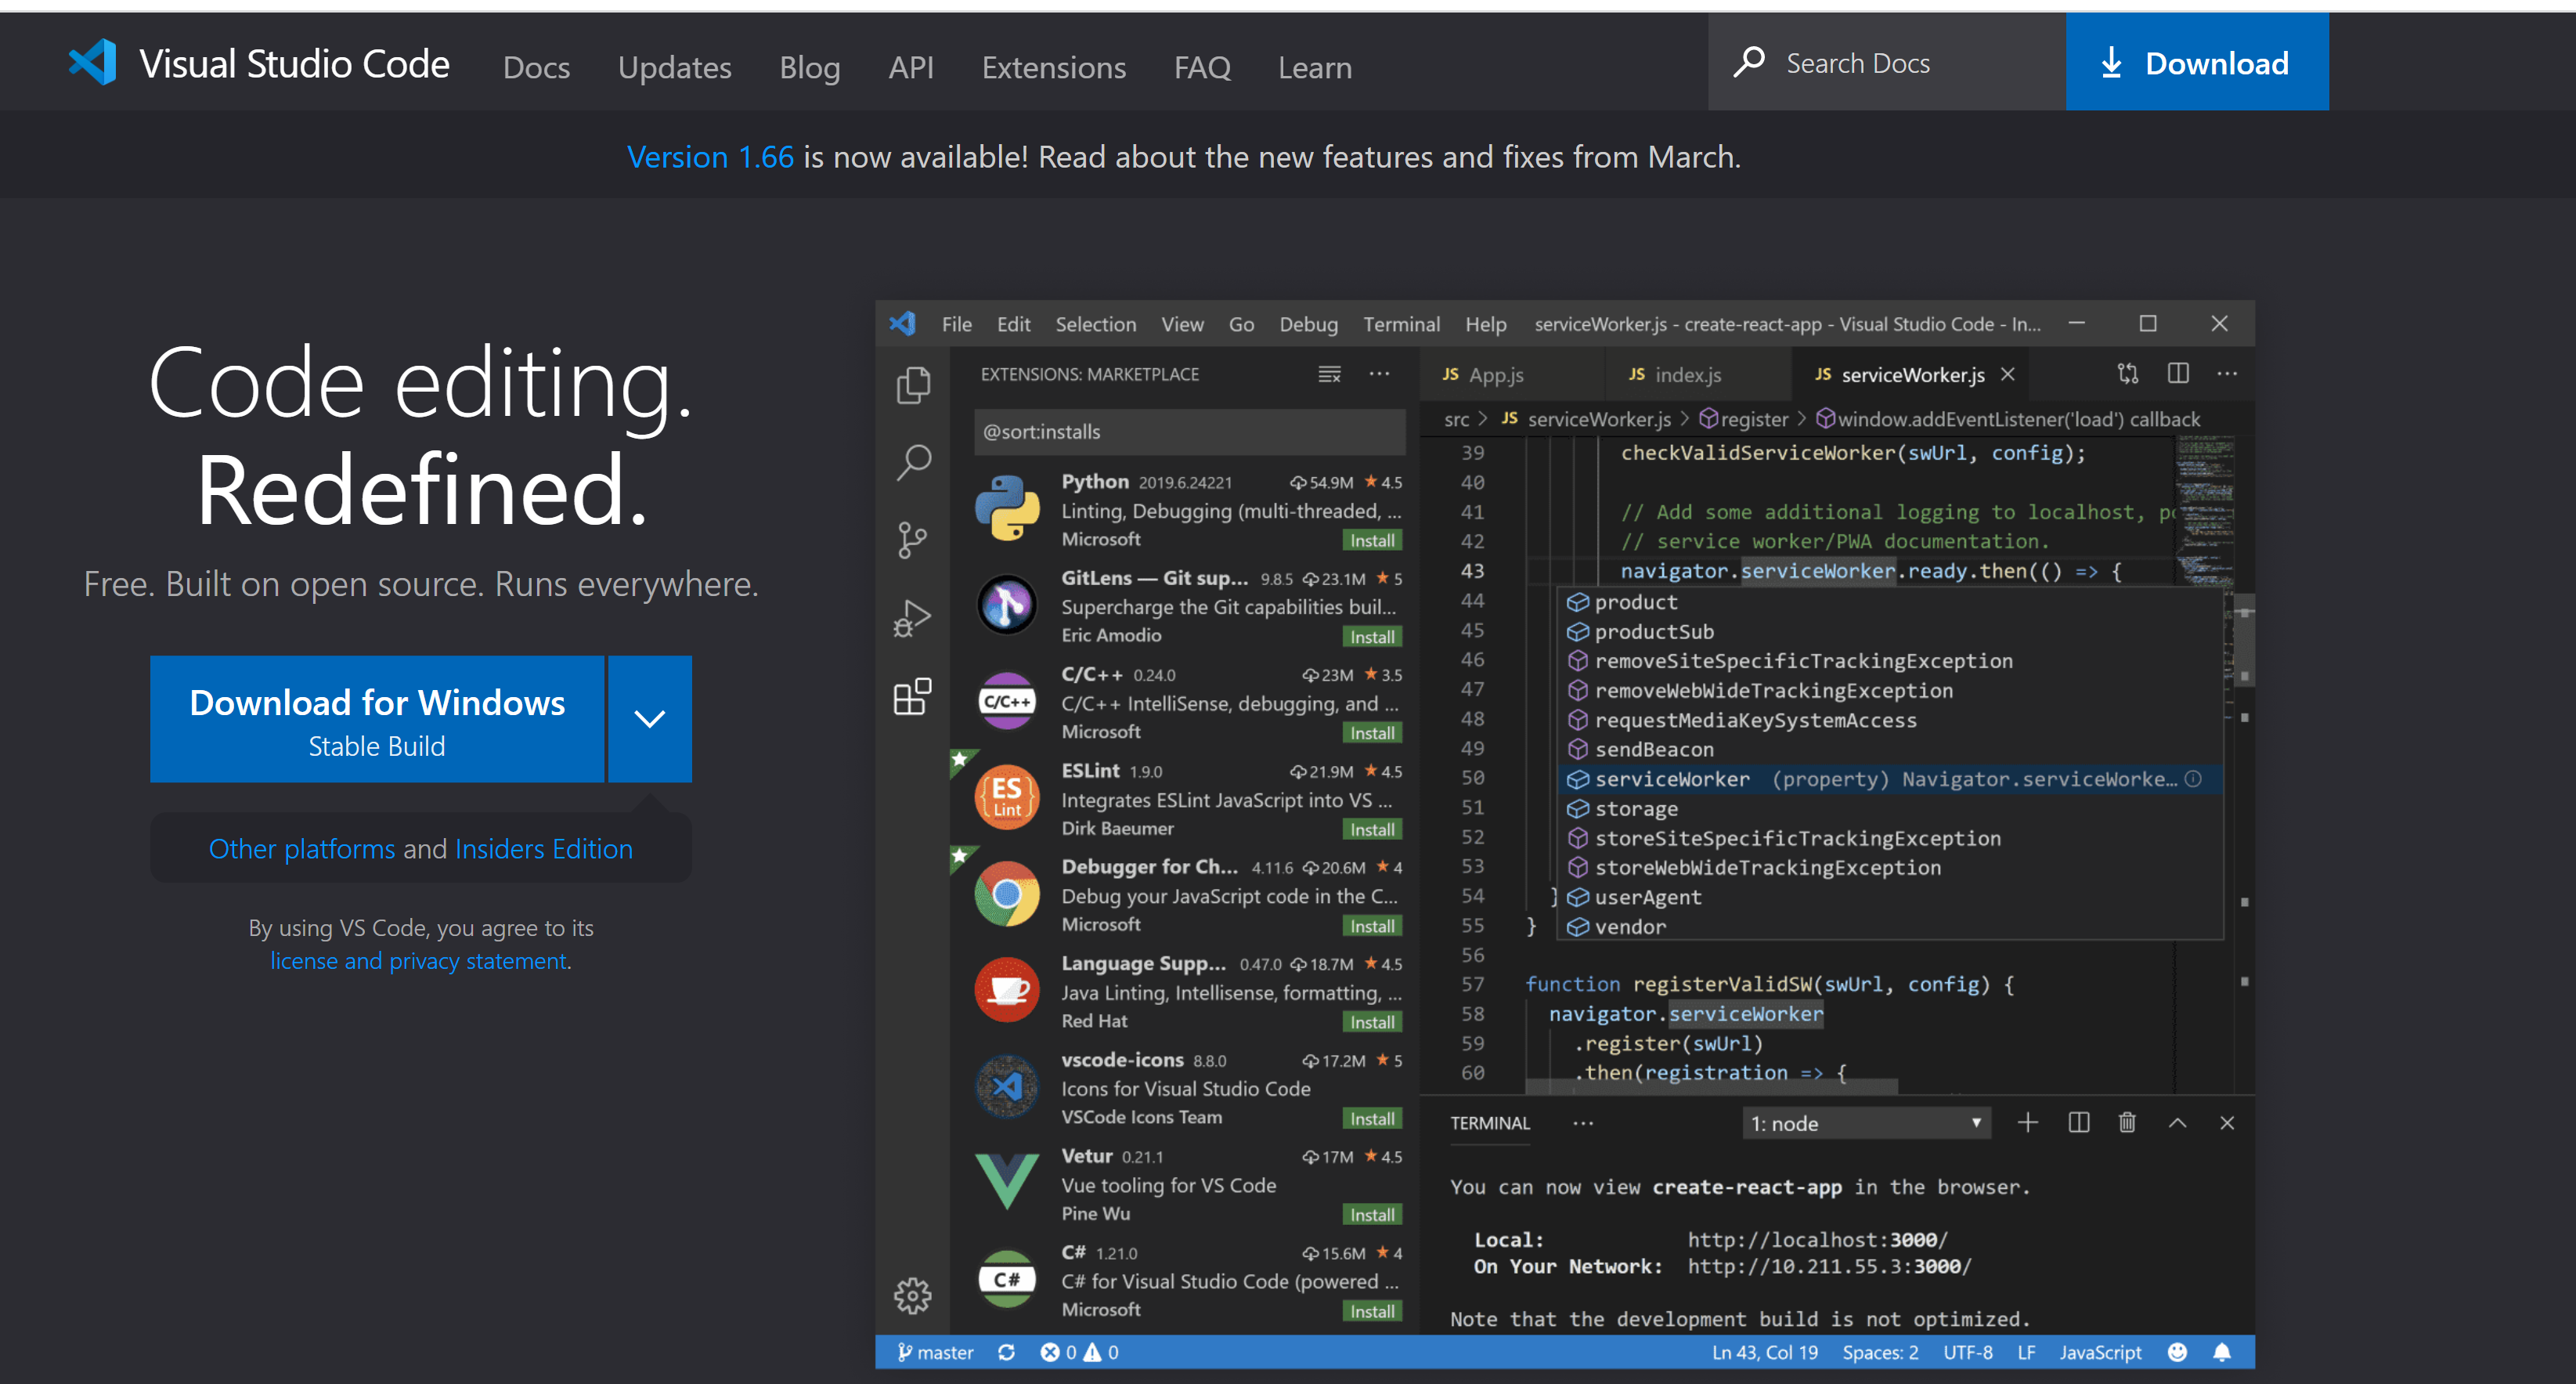 Visual Studio Code Docs Updates Blog API Extensions FAQ Learn Search Docs Download
Version 1.66 is now available! Read about the new features and fixes from March.
Code editing.
Redefined.
Free. Built on open source. Runs everywhere.
Download for Windows
Stable Build
Other platforms and Insiders Edition
By using VS Code, you agree to its
license and privacy statement.
File Edit Selection View Go Debug Terminal Help serviceWorker.js - create-react-app - Visual Studio Code - In...
EXTENSIONS: MARKETPLACE
@sort:installs
Python 2019.6.24221 54.9M 4.5
Linting, Debugging (multi-threaded, ...
Microsoft Install
GitLens — Git sup... 9.8.5 23.1M 5
Supercharge the Git capabilities buil...
Eric Amodio Install
C/C++
C/C++ 0.24.0 23M 3.5
C/C++ IntelliSense, debugging, and ...
Microsoft Install
ES
Lint
ESLint 1.9.0 21.9M 4.5
Integrates ESLint JavaScript into VS ...
Dirk Baeumer Install
Debugger for Ch... 4.11.6 20.6M 4
Debug your JavaScript code in the C...
Microsoft Install
Language Supp... 0.47.0 18.7M 4.5
Java Linting, Intellisense, formatting, ...
Red Hat Install
vscode-icons 8.8.0 17.2M 5
Icons for Visual Studio Code
VSCode Icons Team Install
Vetur 0.21.1 17M 4.5
Vue tooling for VS Code
Pine Wu Install
C#
C# 1.21.0 15.6M 4
C# for Visual Studio Code (powered ...
Microsoft Install
JS App.js JS index.js JS serviceWorker.js
src > JS serviceWorker.js > register > window.addEventListener('load') callback
39 checkValidServiceWorker(swUrl, config);
40
41 // Add some additional logging to localhost, po
42 // service worker/PWA documentation.
43 navigator.serviceWorker.ready.then(() => {
44 product
45 productSub
46 removeSiteSpecificTrackingException
47 removeWebWideTrackingException
48 requestMediaKeySystemAccess
49 sendBeacon
50 serviceWorker (property) Navigator.serviceWorke...
51 storage
52 storeSiteSpecificTrackingException
53 storeWebWideTrackingException
54 } userAgent
55 } vendor
56
57 function registerValidSW(swUrl, config) {
58 navigator.serviceWorker
59 .register(swUrl)
60 .then(registration => {
TERMINAL ... 1: node
You can now view create-react-app in the browser.
Local: http://localhost:3000/
On Your Network: http://10.211.55.3:3000/
Note that the development build is not optimized.
master 0 0 Ln 43, Col 19 Spaces: 2 UTF-8 LF JavaScript